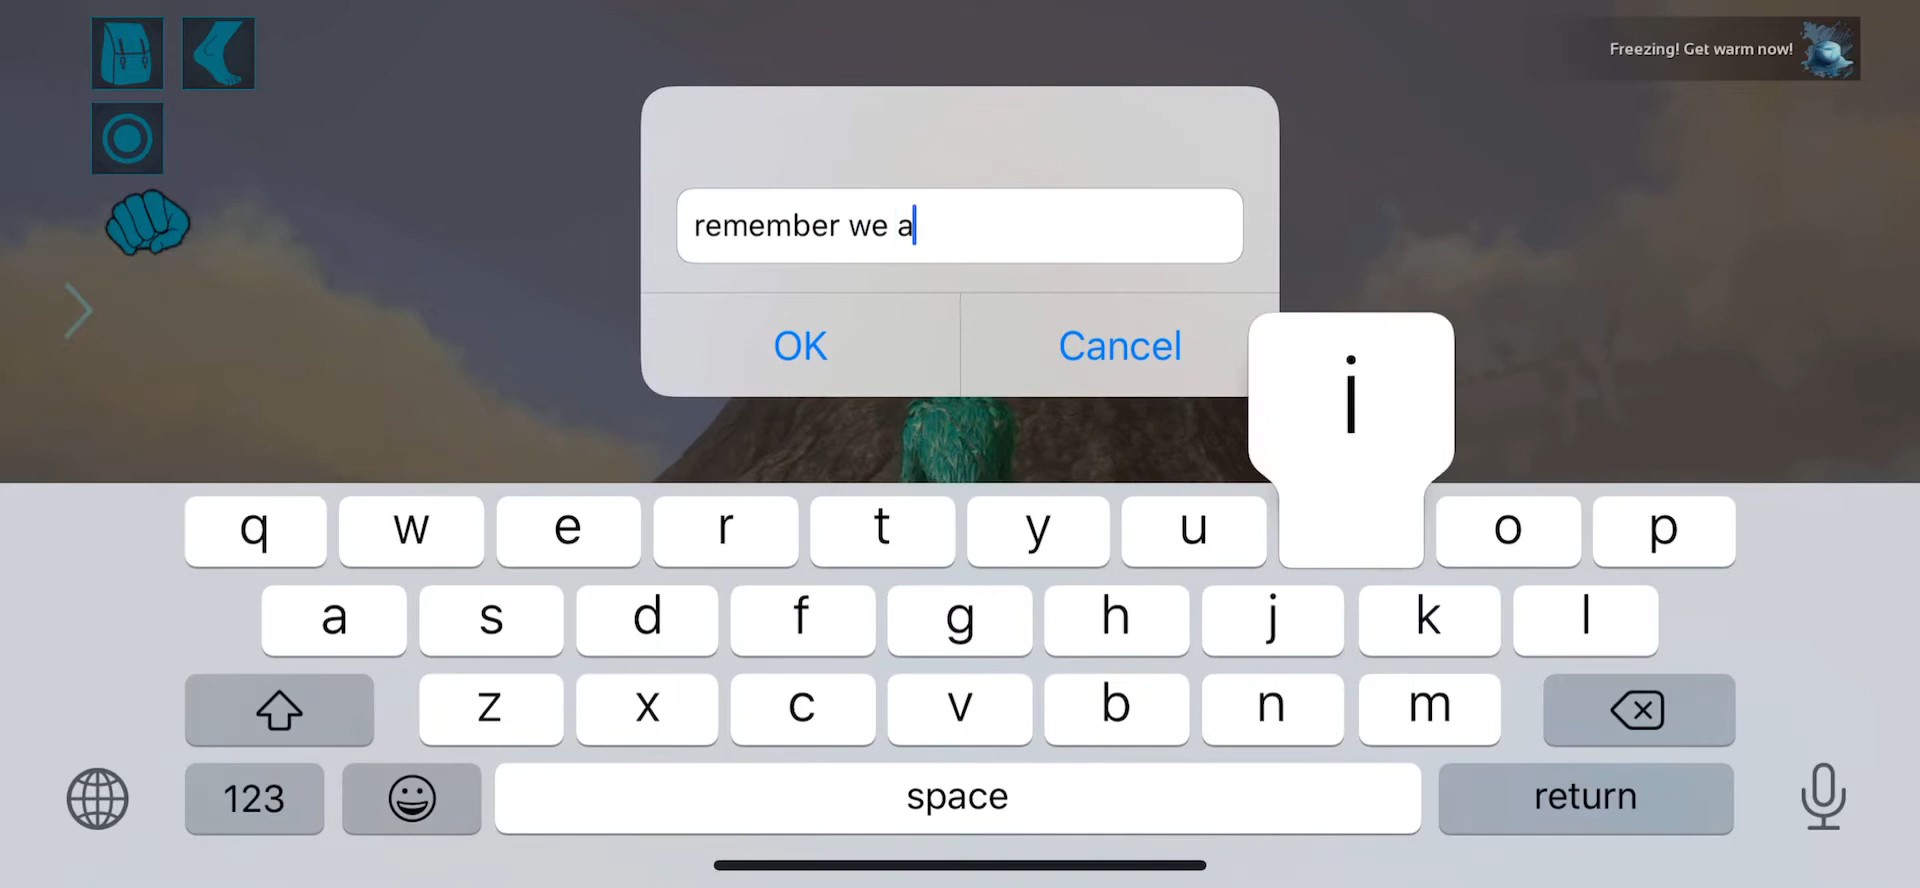 Freezing! Get warm now!
remember we a
OK Cancel
i
q w e r t y u o p
a s d f g h j k l
z x c v b n m
123 space return